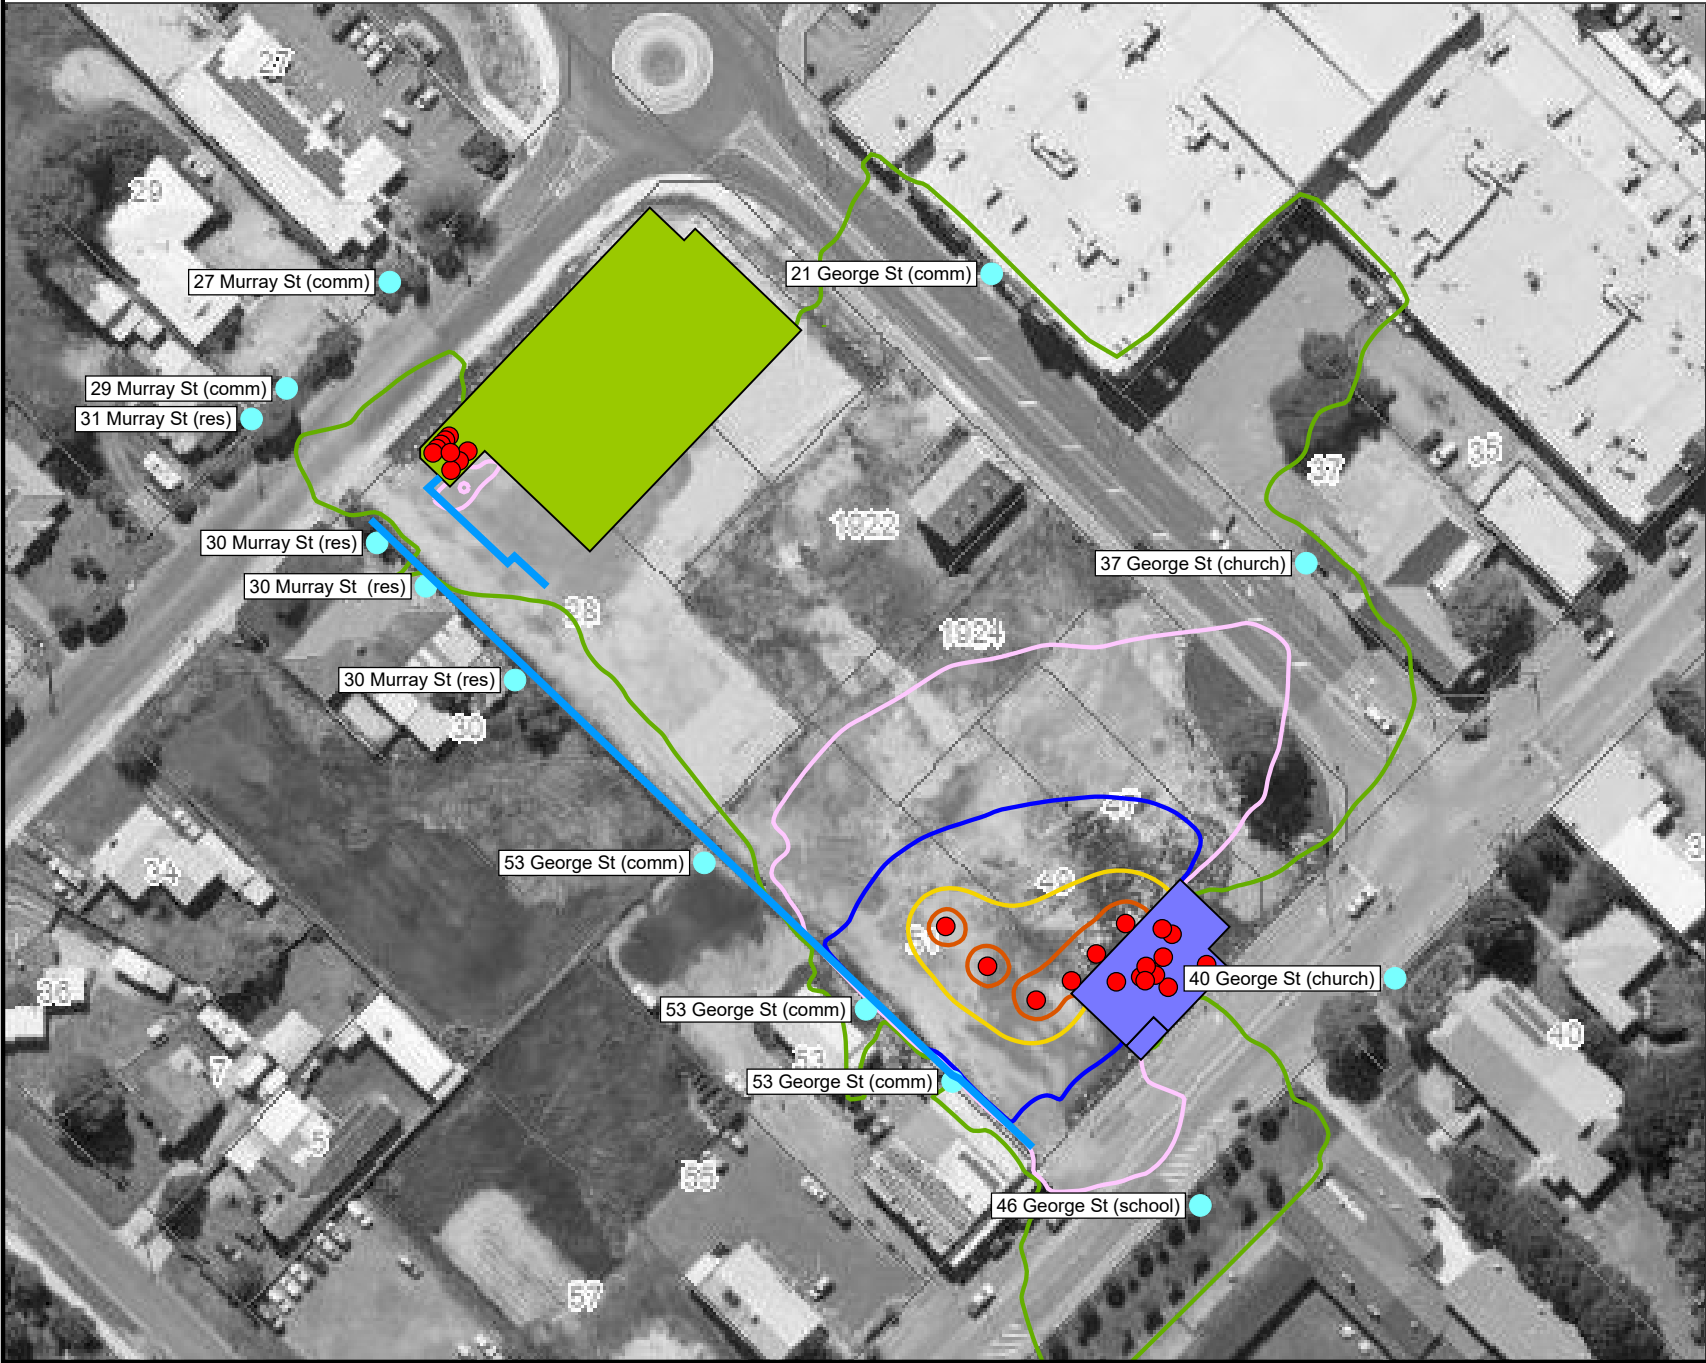 27
29
27 Murray St (comm)
21 George St (comm)
29 Murray St (comm)
31 Murray St (res)
35
37
1022
30 Murray St (res)
37 George St (church)
30 Murray St  (res)
28
1024
30 Murray St (res)
30
53 George St (comm)
34
40 George St (church)
36
53 George St (comm)
40
53
7
53 George St (comm)
5
55
46 George St (school)
57